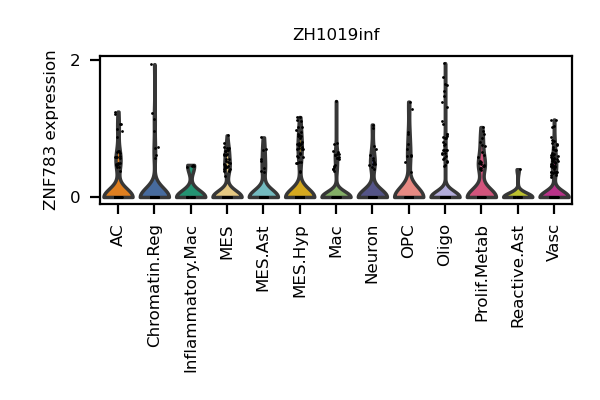 ZH1019inf
ZNF783 expression
2
0
AC
Chromatin.Reg
Inflammatory.Mac
MES
MES.Ast
MES.Hyp
Mac
Neuron
OPC
Oligo
Prolif.Metab
Reactive.Ast
Vasc